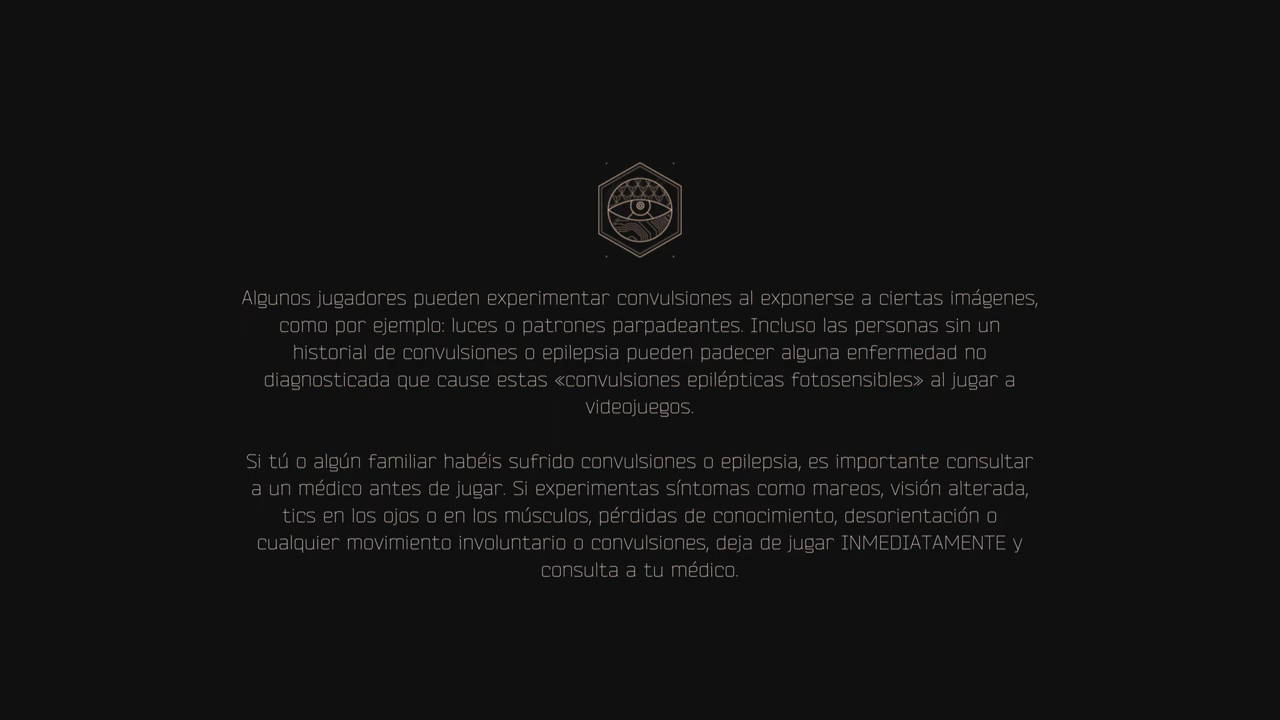 Algunos jugadores pueden experimentar convulsiones al exponerse a ciertas imágenes,
como por ejemplo: luces o patrones parpadeantes. Incluso las personas sin un
historial de convulsiones o epilepsia pueden padecer alguna enfermedad no
diagnosticada que cause estas «convulsiones epilépticas fotosensibles» al jugar a
videojuegos.
Si tú o algún familiar habéis sufrido convulsiones o epilepsia, es importante consultar
a un médico antes de jugar. Si experimentas síntomas como mareos, visión alterada,
tics en los ojos o en los músculos, pérdidas de conocimiento, desorientación o
cualquier movimiento involuntario o convulsiones, deja de jugar INMEDIATAMENTE y
consulta a tu médico.